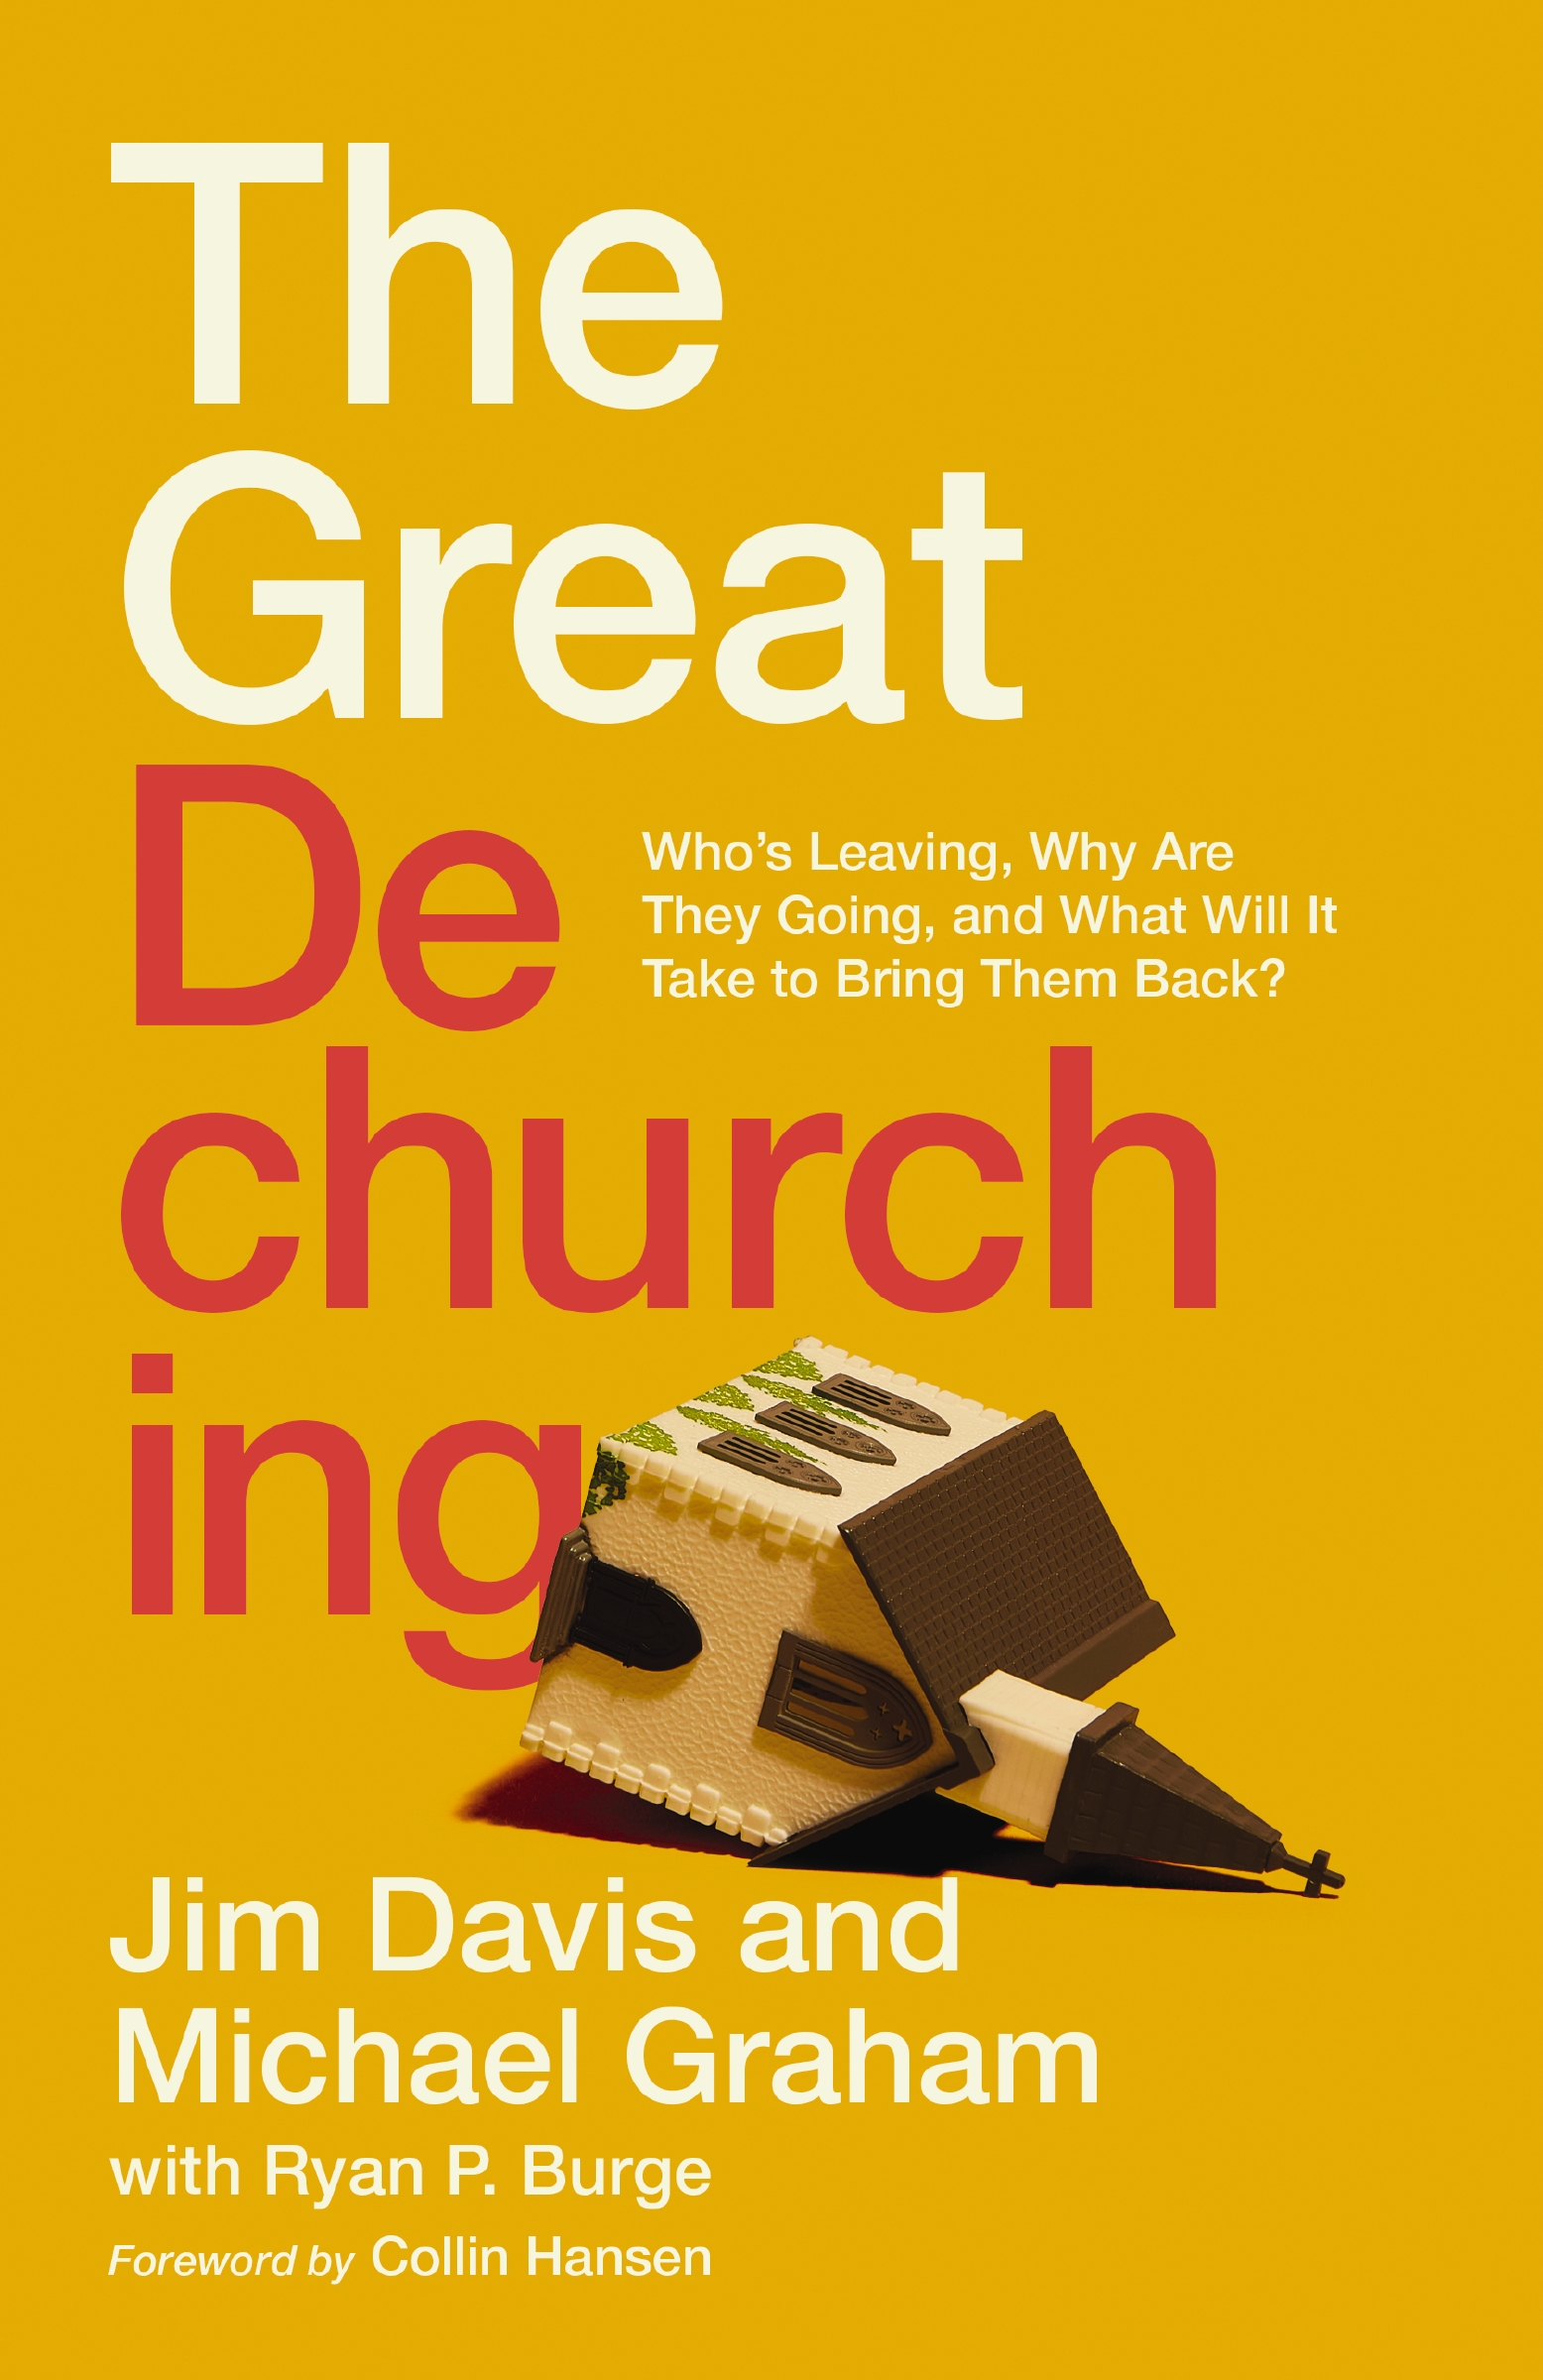 The
Great
De
church
ing
Who’s Leaving, Why Are
They Going, and What Will It
Take to Bring Them Back?
Jim Davis and
Michael Graham
with Ryan P. Burge
Foreword by Collin Hansen